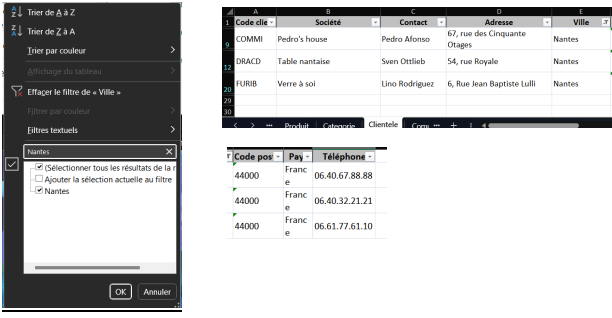 Trier de A à Z
Trier de Z à A
Trier par couleur
Affichage du tableau
Effager le filtre de « Ville »
Filtrer par couleur
Filtres textuels
Nantes
(Sélectionner tous les résultats de la r
Ajouter la sélection actuelle au filtre
Nantes
OK Annuler
A B C D E
1 Code clie Société Contact Adresse Ville
9 COMMI Pedro's house Pedro Afonso 67, rue des Cinquante Otages Nantes
12 DRACD Table nantaise Sven Ottlieb 54, rue Royale Nantes
20 FURIB Verre à soi Lino Rodriguez 6, Rue Jean Baptiste Lulli Nantes
29
30
Produit Categorie Clientele
Code post Pay Téléphone
44000 France 06.40.67.88.88
44000 France 06.40.32.21.21
44000 France 06.61.77.61.10